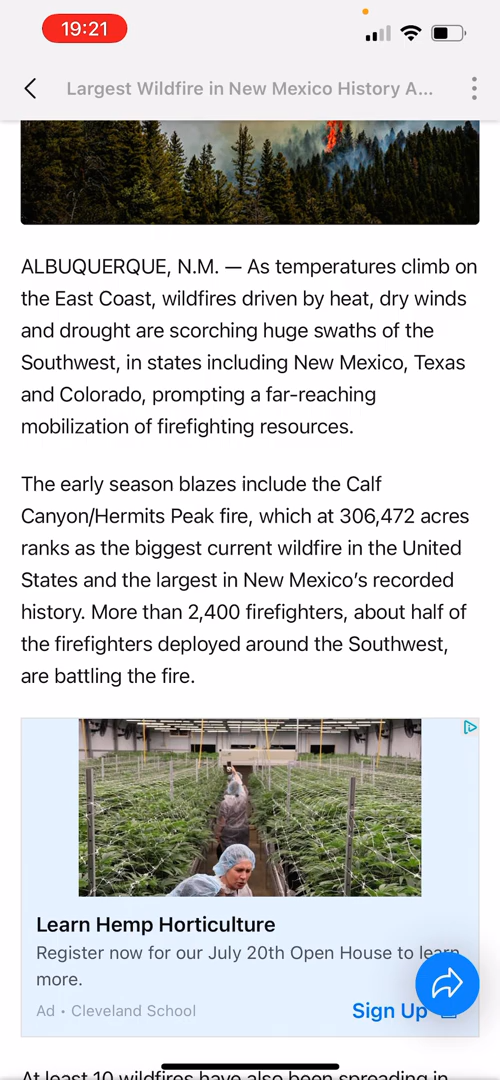 19:21
Largest Wildfire in New Mexico History A...
ALBUQUERQUE, N.M. — As temperatures climb on
the East Coast, wildfires driven by heat, dry winds
and drought are scorching huge swaths of the
Southwest, in states including New Mexico, Texas
and Colorado, prompting a far-reaching
mobilization of firefighting resources.
The early season blazes include the Calf
Canyon/Hermits Peak fire, which at 306,472 acres
ranks as the biggest current wildfire in the United
States and the largest in New Mexico’s recorded
history. More than 2,400 firefighters, about half of
the firefighters deployed around the Southwest,
are battling the fire.
Learn Hemp Horticulture
Register now for our July 20th Open House to learn
more.
Ad • Cleveland School
Sign Up
At least 10 wildfires have also been spreading in